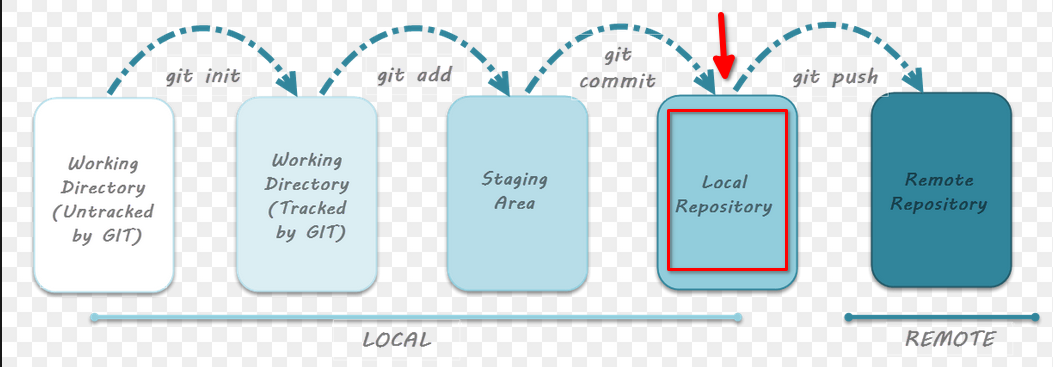 git init
git add
git
commit
git push
Working
Directory
(Untracked
by GIT)
Working
Directory
(Tracked
by GIT)
Staging
Area
Local
Repository
Remote
Repository
LOCAL
REMOTE